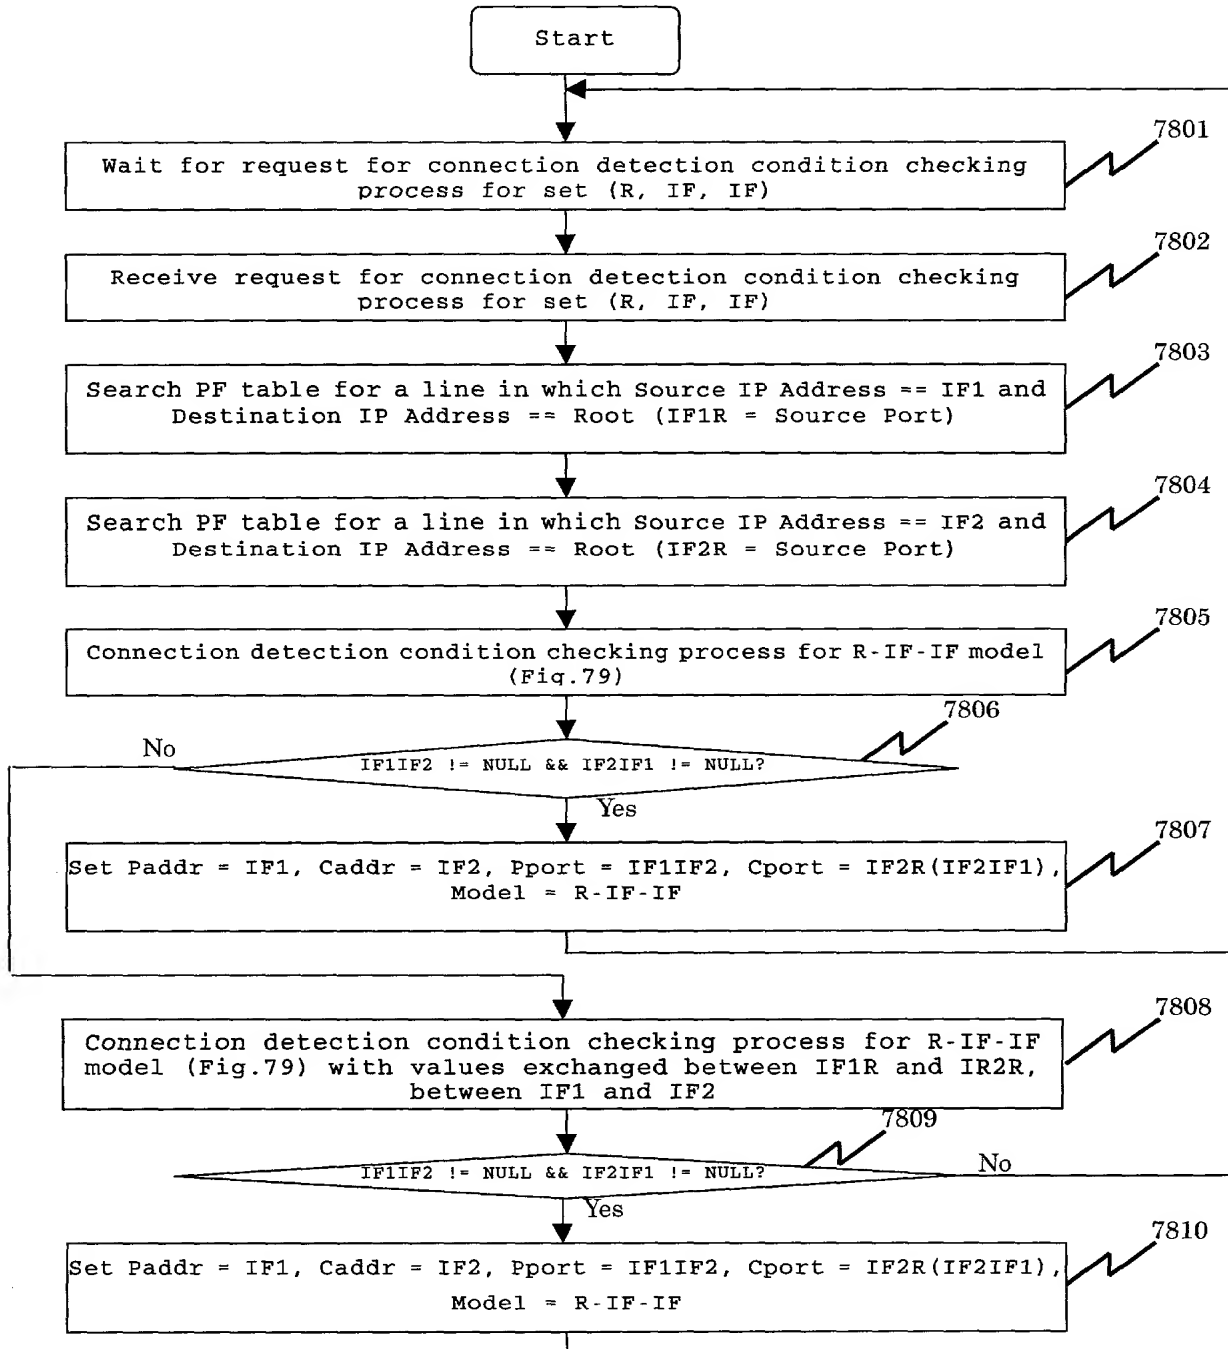 Start
7801
Wait for request for connection detection condition checking
process for set (R, IF, IF)
7802
Receive request for connection detection condition checking
process for set (R, IF, IF)
7803
Search PF table for a line in which Source IP Address == IF1 and
Destination IP Address == Root (IF1R = Source Port)
7804
Search PF table for a line in which Source IP Address == IF2 and
Destination IP Address == Root (IF2R = Source Port)
7805
Connection detection condition checking process for R-IF-IF model
(Fig.79)
7806
No
IF1IF2 != NULL && IF2IF1 != NULL?
Yes
7807
Set Paddr = IF1, Caddr = IF2, Pport = IF1IF2, Cport = IF2R(IF2IF1),
Model = R-IF-IF
7808
Connection detection condition checking process for R-IF-IF
model (Fig.79) with values exchanged between IF1R and IR2R,
between IF1 and IF2
7809
IF1IF2 != NULL && IF2IF1 != NULL?
No
Yes
7810
Set Paddr = IF1, Caddr = IF2, Pport = IF1IF2, Cport = IF2R(IF2IF1),
Model = R-IF-IF